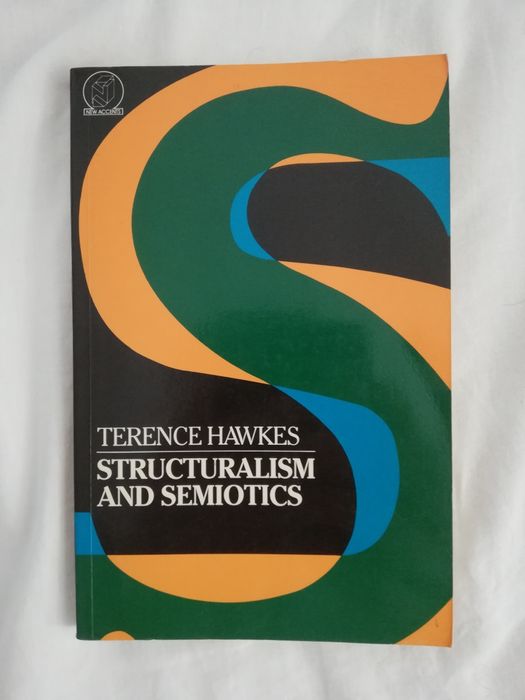 NEW ACCENTS
TERENCE HAWKES
STRUCTURALISM
AND SEMIOTICS